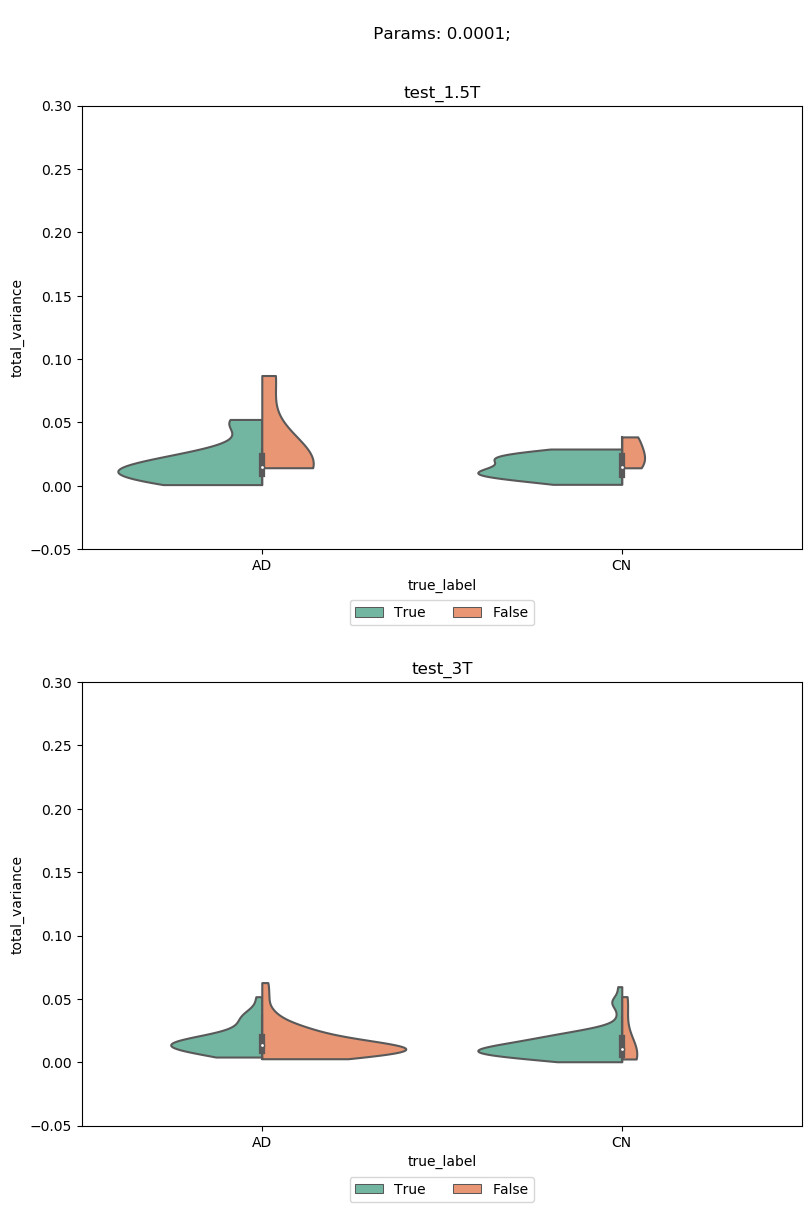 Params: 0.0001;
test_1.5T
0.30
0.25
0.20
0.15
0.10
0.05
0.00
−0.05
total_variance
AD CN
true_label
True False
test_3T
0.30
0.25
0.20
0.15
0.10
0.05
0.00
−0.05
total_variance
AD CN
true_label
True False